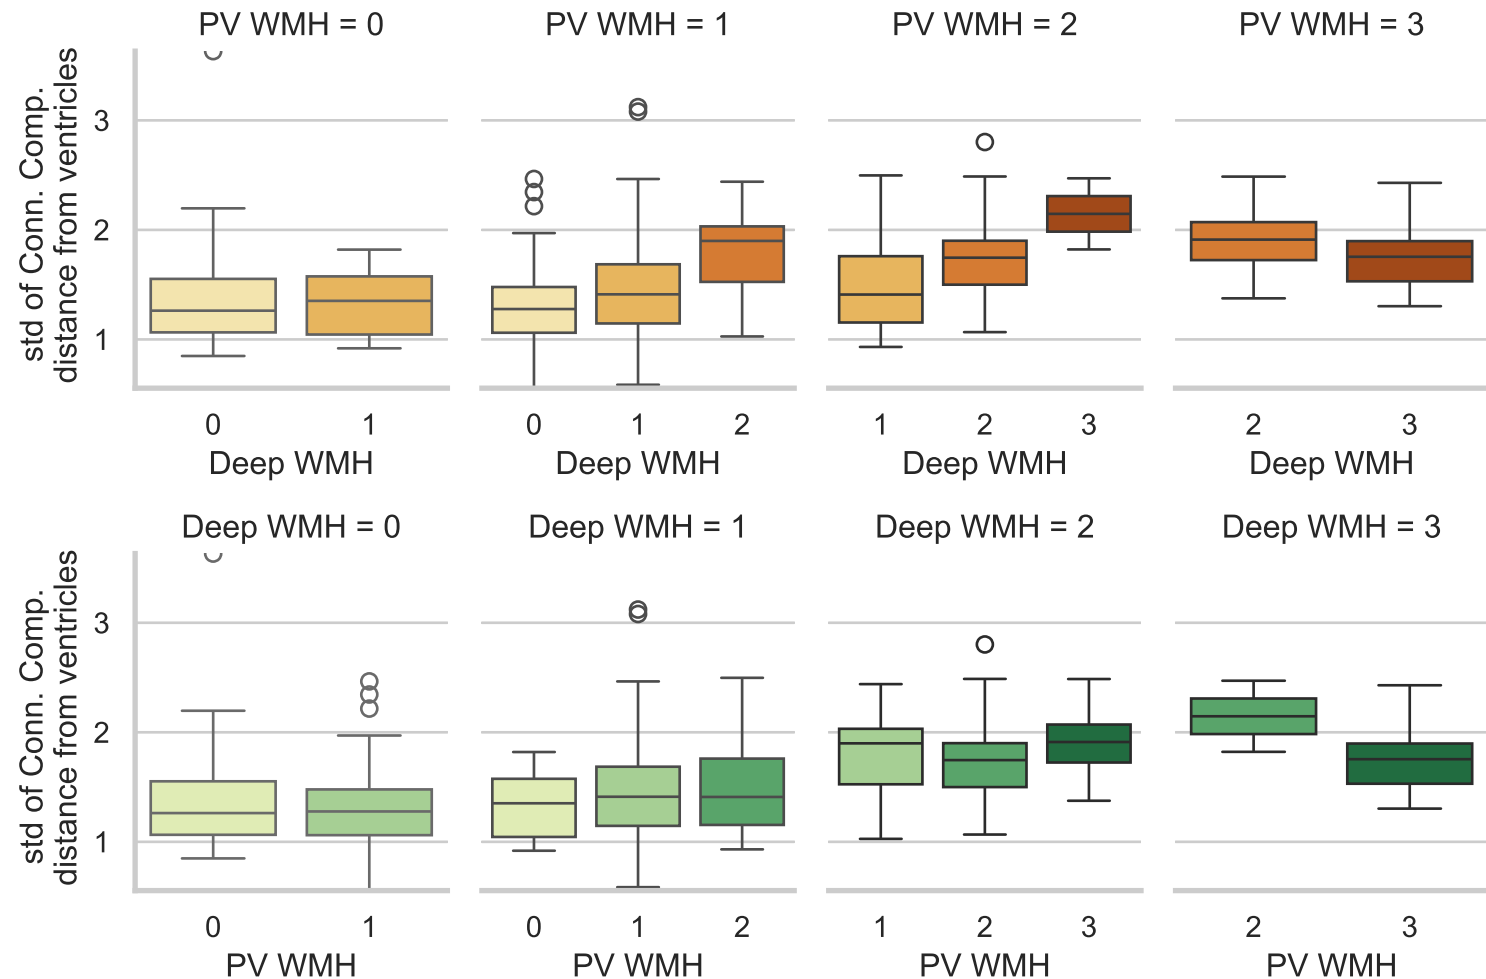 PV WMH = 0
PV WMH = 1
PV WMH = 2
PV WMH = 3
std of Conn. Comp.
distance from ventricles
3
2
1
0
1
Deep WMH
0
1
2
Deep WMH
1
2
3
Deep WMH
2
3
Deep WMH
Deep WMH = 0
Deep WMH = 1
Deep WMH = 2
Deep WMH = 3
std of Conn. Comp.
distance from ventricles
3
2
1
0
1
PV WMH
0
1
2
PV WMH
1
2
3
PV WMH
2
3
PV WMH